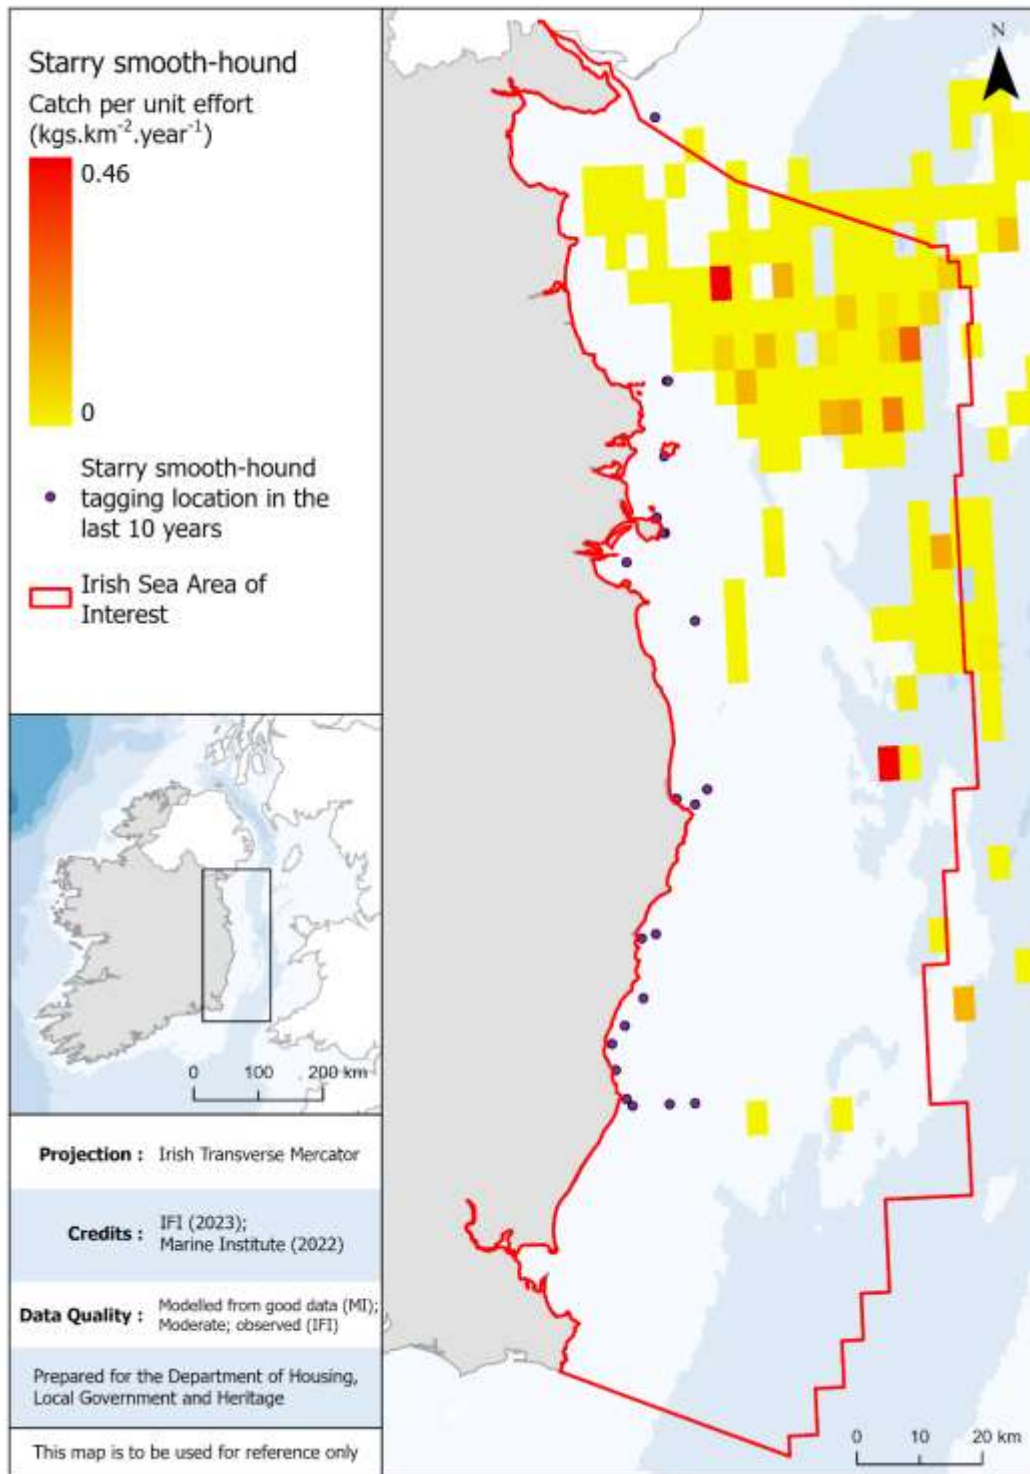 Starry smooth-hound
Catch per unit effort
(kgs.km⁻².year⁻¹)
0.46
0
Starry smooth-hound
tagging location in the
last 10 years
Irish Sea Area of
Interest
0 100 200 km
Projection : Irish Transverse Mercator
Credits : IFI (2023);
Marine Institute (2022)
Data Quality : Modelled from good data (MI);
Moderate; observed (IFI)
Prepared for the Department of Housing,
Local Government and Heritage
This map is to be used for reference only
N
0 10 20 km